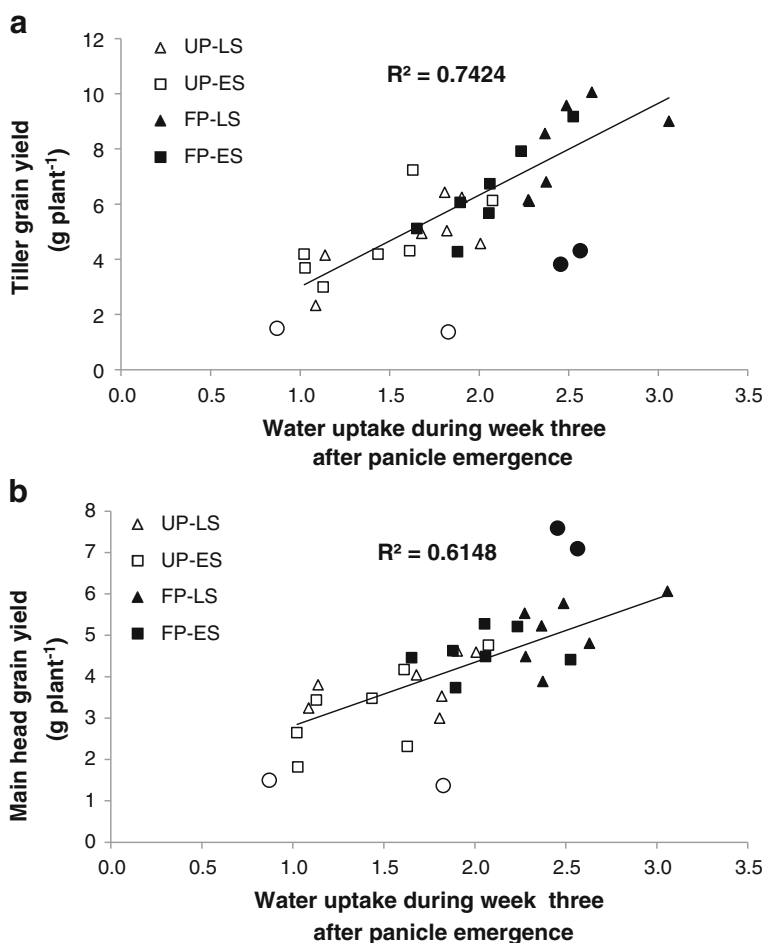 a
UP-LS
UP-ES
FP-LS
FP-ES
R² = 0.7424
12
10
8
6
4
2
0
Tiller grain yield
(g plant⁻¹)
0.0 0.5 1.0 1.5 2.0 2.5 3.0 3.5
Water uptake during week three
after panicle emergence
b
UP-LS
UP-ES
FP-LS
FP-ES
R² = 0.6148
8
7
6
5
4
3
2
1
0
Main head grain yield
(g plant⁻¹)
0.0 0.5 1.0 1.5 2.0 2.5 3.0 3.5
Water uptake during week three
after panicle emergence